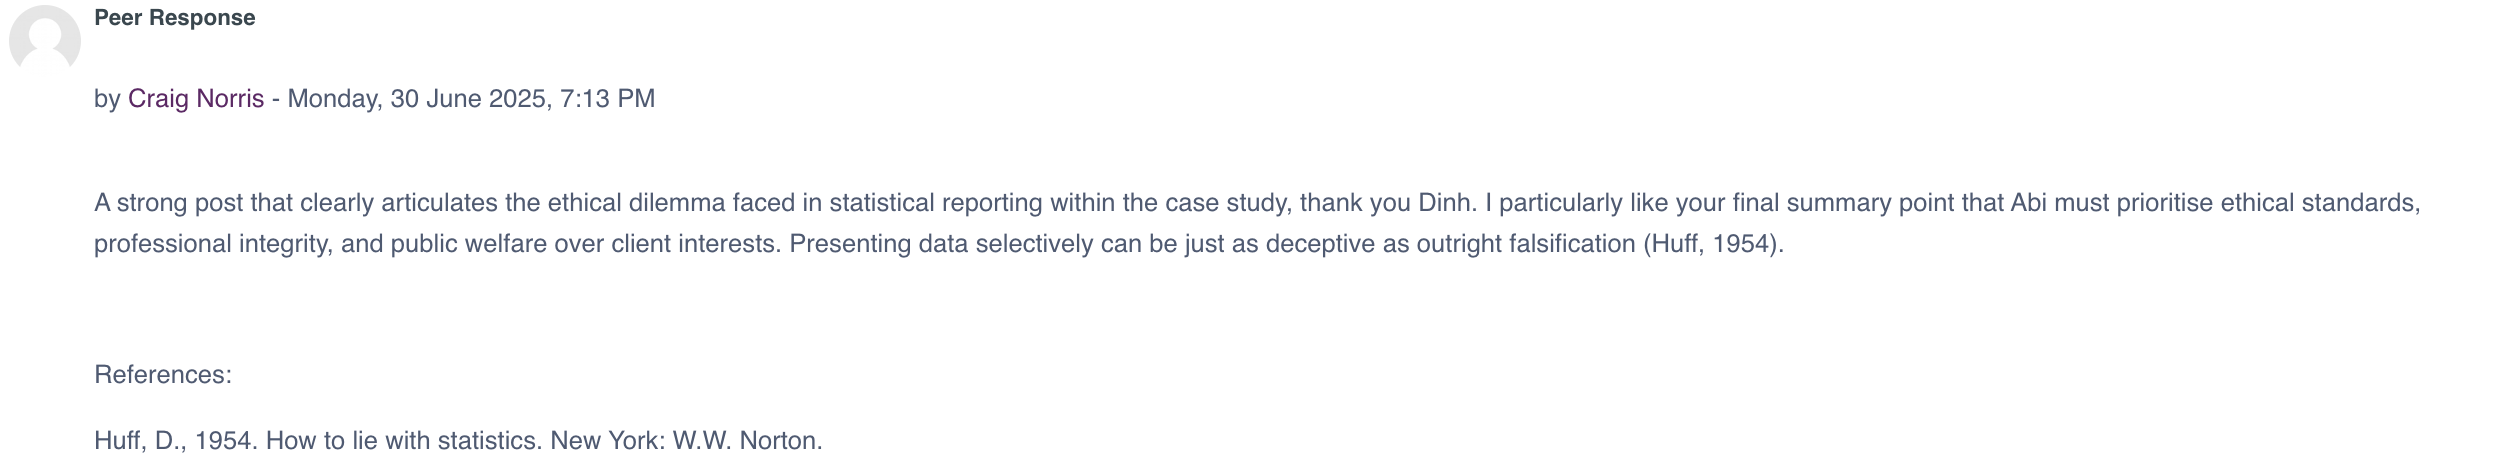 Peer Response
by Craig Norris - Monday, 30 June 2025, 7:13 PM
A strong post that clearly articulates the ethical dilemma faced in statistical reporting within the case study, thank you Dinh. I particularly like your final summary point that Abi must prioritise ethical standards,
professional integrity, and public welfare over client interests. Presenting data selectively can be just as deceptive as outright falsification (Huff, 1954).
References:
Huff, D., 1954. How to lie with statistics. New York: W.W. Norton.